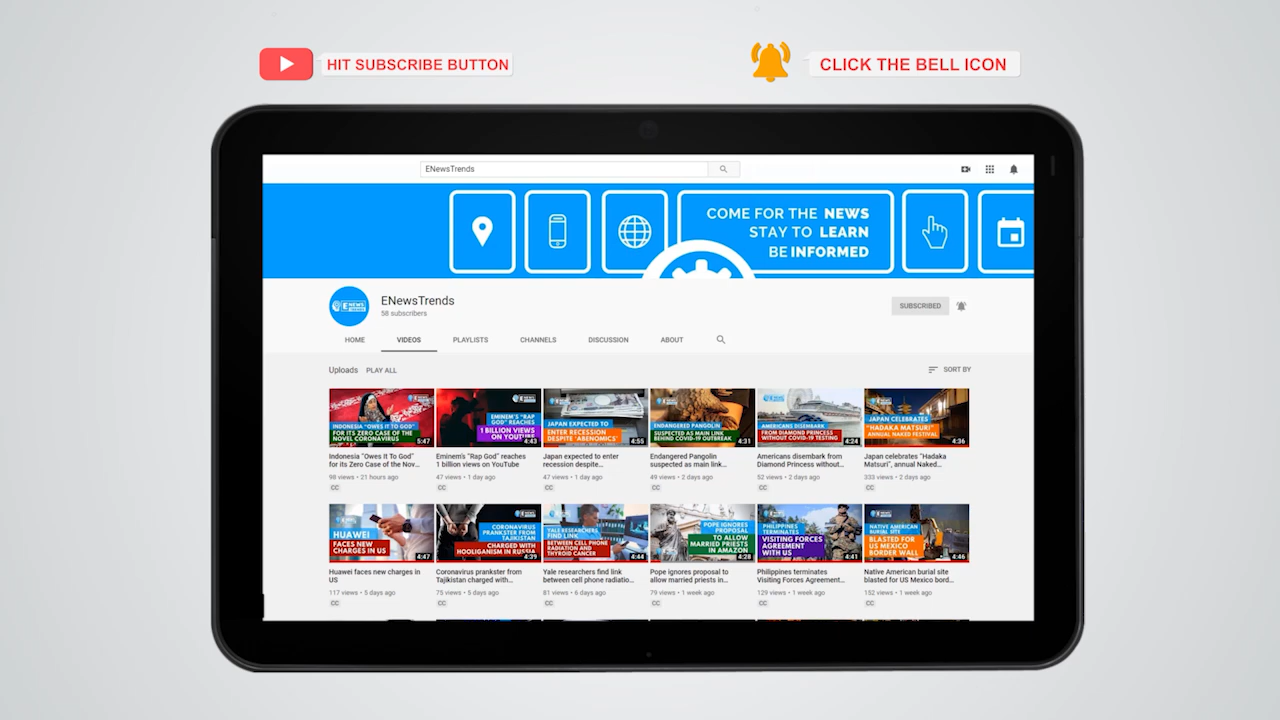 HIT SUBSCRIBE BUTTON
CLICK THE BELL ICON
ENewsTrends
COME FOR THE NEWS
STAY TO LEARN
BE INFORMED
ENewsTrends
58 subscribers
SUBSCRIBED
HOME
VIDEOS
PLAYLISTS
CHANNELS
DISCUSSION
ABOUT
Uploads
PLAY ALL
SORT BY
INDONESIA "OWES IT TO GOD"
FOR ITS ZERO CASE OF THE
NOVEL CORONAVIRUS
5:47
EMINEM'S "RAP
GOD" REACHES
1 BILLION VIEWS
ON YOUTUBE
4:43
JAPAN EXPECTED TO
ENTER RECESSION
DESPITE 'ABENOMICS'
4:55
ENDANGERED PANGOLIN
SUSPECTED AS MAIN LINK
BEHIND COVID-19 OUTBREAK
4:31
AMERICANS DISEMBARK
FROM DIAMOND PRINCESS
WITHOUT COVID-19 TESTING
4:24
JAPAN CELEBRATES
"HADAKA MATSURI"
ANNUAL NAKED FESTIVAL
4:36
Indonesia "Owes It To God"
for its Zero Case of the Nov...
98 views • 21 hours ago
CC
Eminem's "Rap God" reaches
1 billion views on YouTube
47 views • 1 day ago
CC
Japan expected to enter
recession despite...
47 views • 1 day ago
CC
Endangered Pangolin
suspected as main link...
49 views • 2 days ago
CC
Americans disembark from
Diamond Princess without...
52 views • 2 days ago
CC
Japan celebrates "Hadaka
Matsuri", annual Naked...
333 views • 2 days ago
CC
HUAWEI
FACES NEW
CHARGES IN US
4:47
CORONAVIRUS
PRANKSTER FROM
TAJIKISTAN
CHARGED WITH
HOOLIGANISM IN RUSSIA
4:39
YALE RESEARCHERS
FIND LINK
BETWEEN CELL PHONE
RADIATION AND
THYROID CANCER
4:44
POPE IGNORES
PROPOSAL
TO ALLOW
MARRIED PRIESTS
IN AMAZON
4:28
PHILIPPINES
TERMINATES
VISITING FORCES
AGREEMENT
WITH US
4:41
NATIVE AMERICAN
BURIAL SITE
BLASTED FOR
US MEXICO
BORDER WALL
4:46
Huawei faces new charges in
US
117 views • 5 days ago
CC
Coronavirus prankster from
Tajikistan charged with...
75 views • 5 days ago
CC
Yale researchers find link
between cell phone radiatio...
81 views • 6 days ago
CC
Pope ignores proposal to
allow married priests in...
79 views • 1 week ago
CC
Philippines terminates
Visiting Forces Agreement...
129 views • 1 week ago
CC
Native American burial site
blasted for US Mexico bord...
152 views • 1 week ago
CC